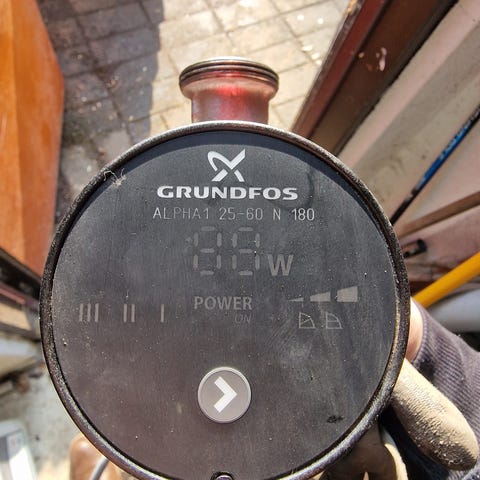 GRUNDFOS
ALPHA1 25-60 N 180
88 W
III II I
POWER
ON